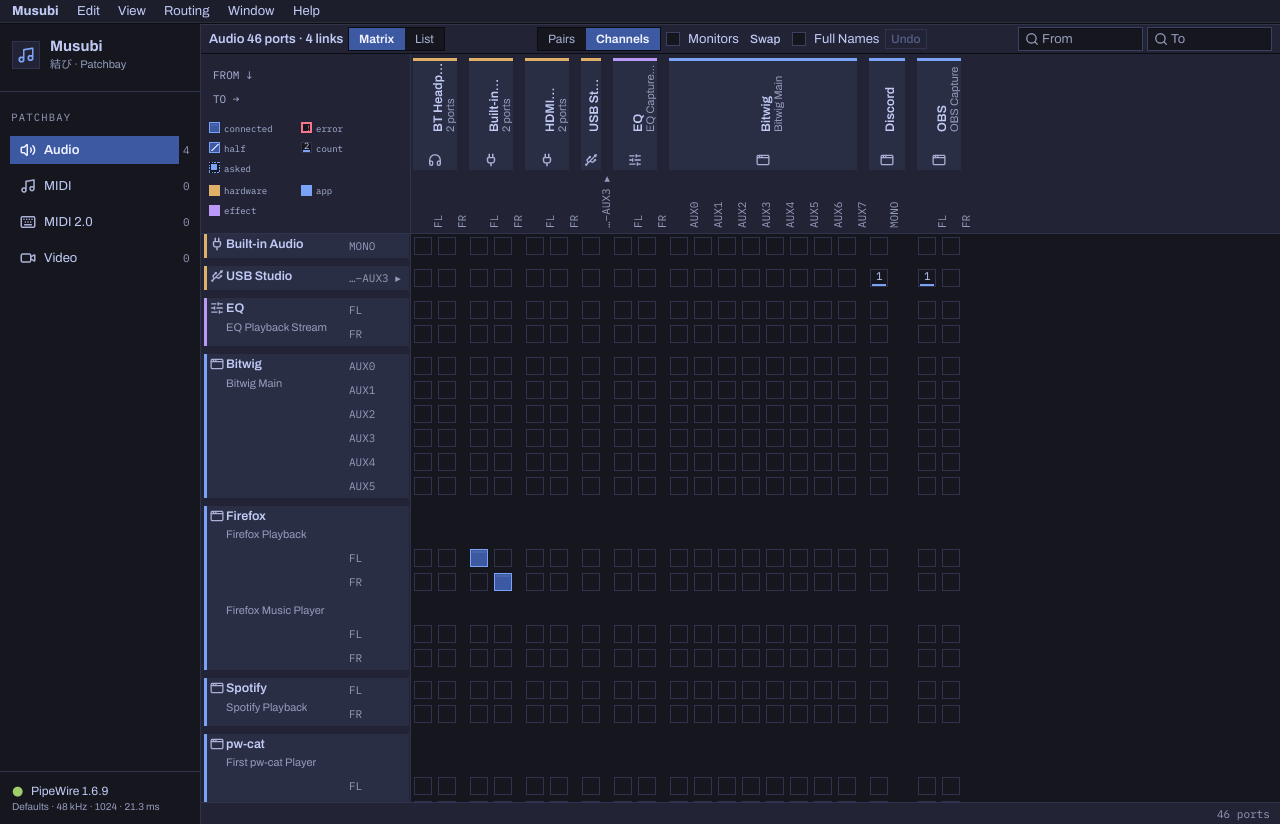 Musubi Edit View Routing Window Help
Musubi
結び · Patchbay
PATCHBAY
Audio 4
MIDI 0
MIDI 2.0 0
Video 0
PipeWire 1.6.9
Defaults · 48 kHz · 1024 · 21.3 ms
Audio 46 ports · 4 links Matrix List Pairs Channels Monitors Swap Full Names Undo From To
FROM ↓
TO →
connected error
half 2 count
asked
hardware app
effect
BT Headp…
2 ports
Built-in…
2 ports
HDMI…
2 ports
USB St…
EQ
EQ Capture…
Bitwig
Bitwig Main
Discord
OBS
OBS Capture
FL FR FL FR FL FR …–AUX3 ▸ FL FR AUX0 AUX1 AUX2 AUX3 AUX4 AUX5 AUX6 AUX7 MONO FL FR
Built-in Audio MONO
USB Studio …–AUX3 ▸ 1 1
EQ FL
EQ Playback Stream FR
Bitwig AUX0
Bitwig Main AUX1
AUX2
AUX3
AUX4
AUX5
Firefox
Firefox Playback
FL
FR
Firefox Music Player
FL
FR
Spotify FL
Spotify Playback FR
pw-cat
First pw-cat Player
FL
46 ports